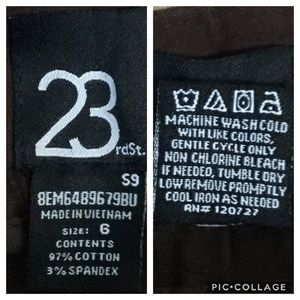 23
rdSt.
S9
8EM6489679BU
MADE IN VIETNAM
SIZE: 6
CONTENTS
97% COTTON
3% SPANDEX
MACHINE WASH COLD
WITH LIKE COLORS,
GENTLE CYCLE ONLY
NON CHLORINE BLEACH
IF NEEDED, TUMBLE DRY
LOW REMOVE PROMPTLY
COOL IRON AS NEEDED
RN# 120727
PIC•COLLAGE